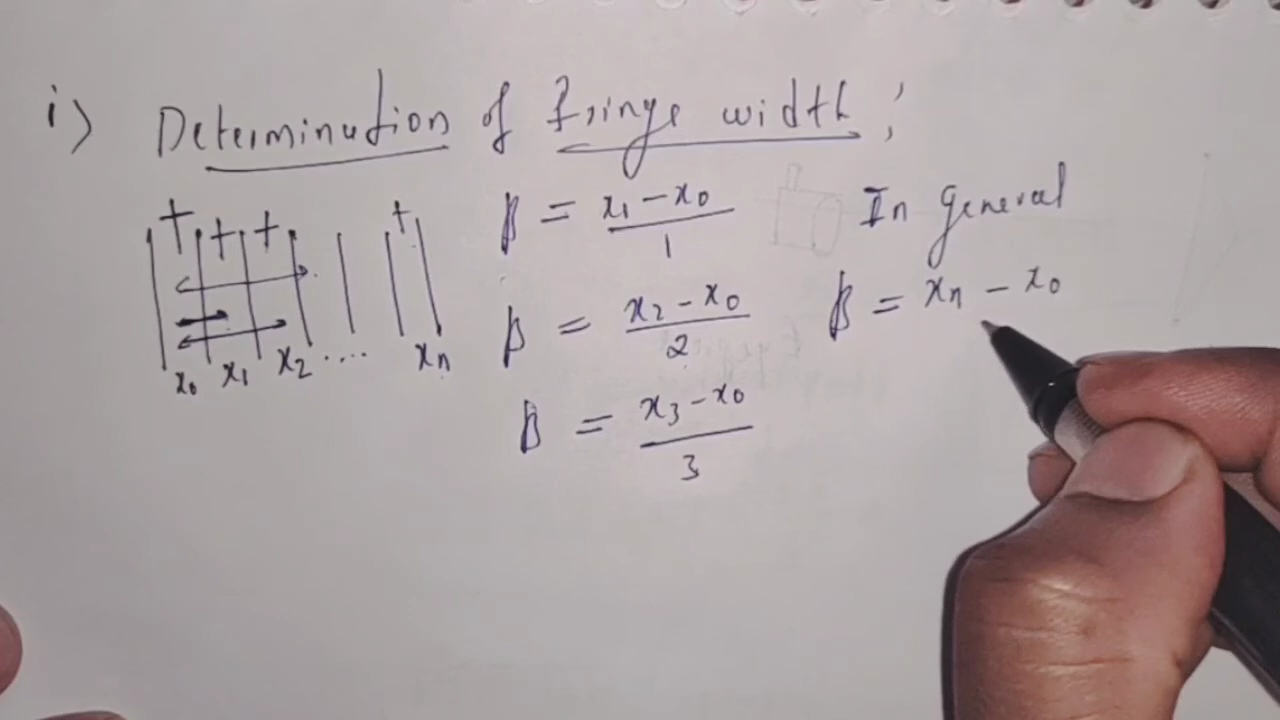 i) Determination of fringe width :
+ + + +
x₀ x₁ x₂ .... xₙ
β = x₁ - x₀ / 1
β = x₂ - x₀ / 2
β = x₃ - x₀ / 3
In general
β = xₙ - x₀